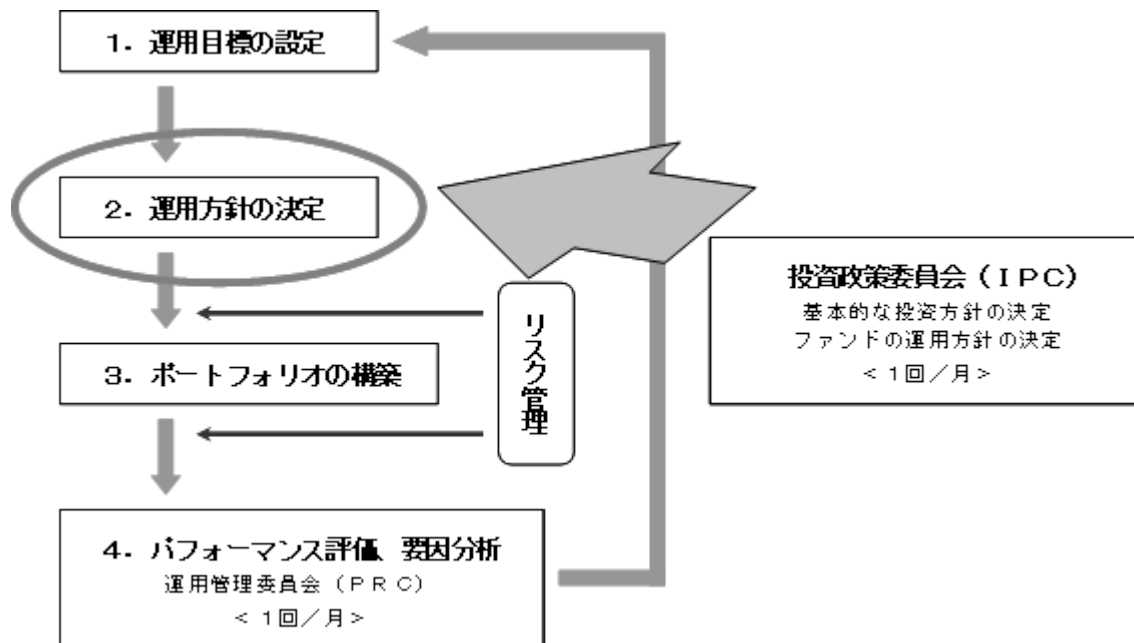 1．運用目標の設定
2．運用方針の決定
投資政策委員会（ＩＰＣ）
基本的な投資方針の決定
ファンドの運用方針の決定
＜１回／月＞
リスク管理
3．ポートフォリオの構築
4．パフォーマンス評価、要因分析
運用管理委員会（ＰＲＣ）
＜１回／月＞